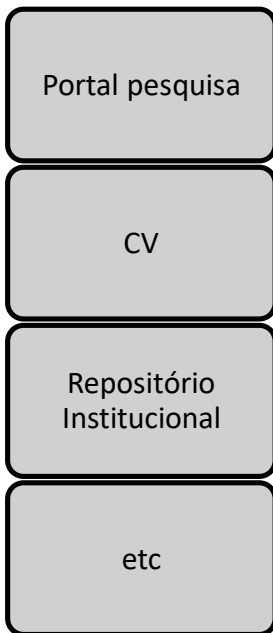 Portal pesquisa
CV
Repositório
Institucional
etc